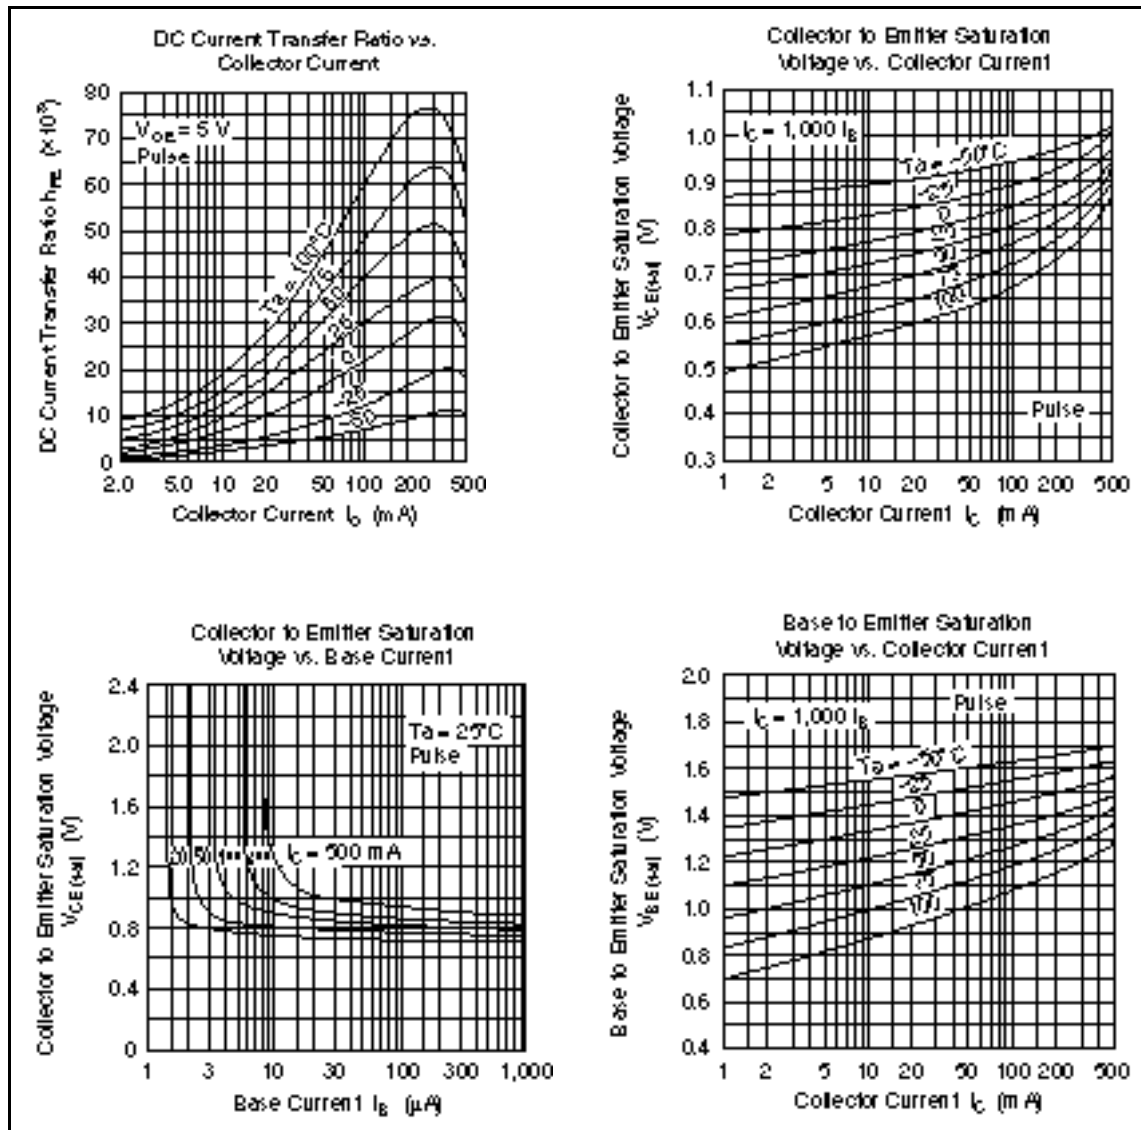 DC Current Transfer Ratio vs.
Collector Current
DC Current Transfer Ratio hFE (×10³)
80
70
60
50
40
30
20
10
0
VCE = 5 V
Pulse
Ta = 100°C
75
50
25
0
-25
-50
2.0 5.0 10 20 50 100 200 500
Collector Current IC (mA)
Collector to Emitter Saturation
Voltage vs. Collector Current
Collector to Emitter Saturation Voltage
VCE(sat) (V)
1.1
1.0
0.9
0.8
0.7
0.6
0.5
0.4
0.3
IC = 1,000 IB
Ta = -50°C
-25
0
25
50
75
100
Pulse
1 2 5 10 20 50 100 200 500
Collector Current IC (mA)
Collector to Emitter Saturation
Voltage vs. Base Current
Collector to Emitter Saturation Voltage
VCE(sat) (V)
2.4
2.0
1.6
1.2
0.8
0.4
0
Ta = 25°C
Pulse
IC = 500 mA
1 3 10 30 100 300 1,000
Base Current IB (µA)
Base to Emitter Saturation
Voltage vs. Collector Current
Base to Emitter Saturation Voltage
VBE(sat) (V)
2.0
1.8
1.6
1.4
1.2
1.0
0.8
0.6
0.4
IC = 1,000 IB
Pulse
Ta = -50°C
-25
0
25
50
75
100
1 2 5 10 20 50 100 200 500
Collector Current IC (mA)